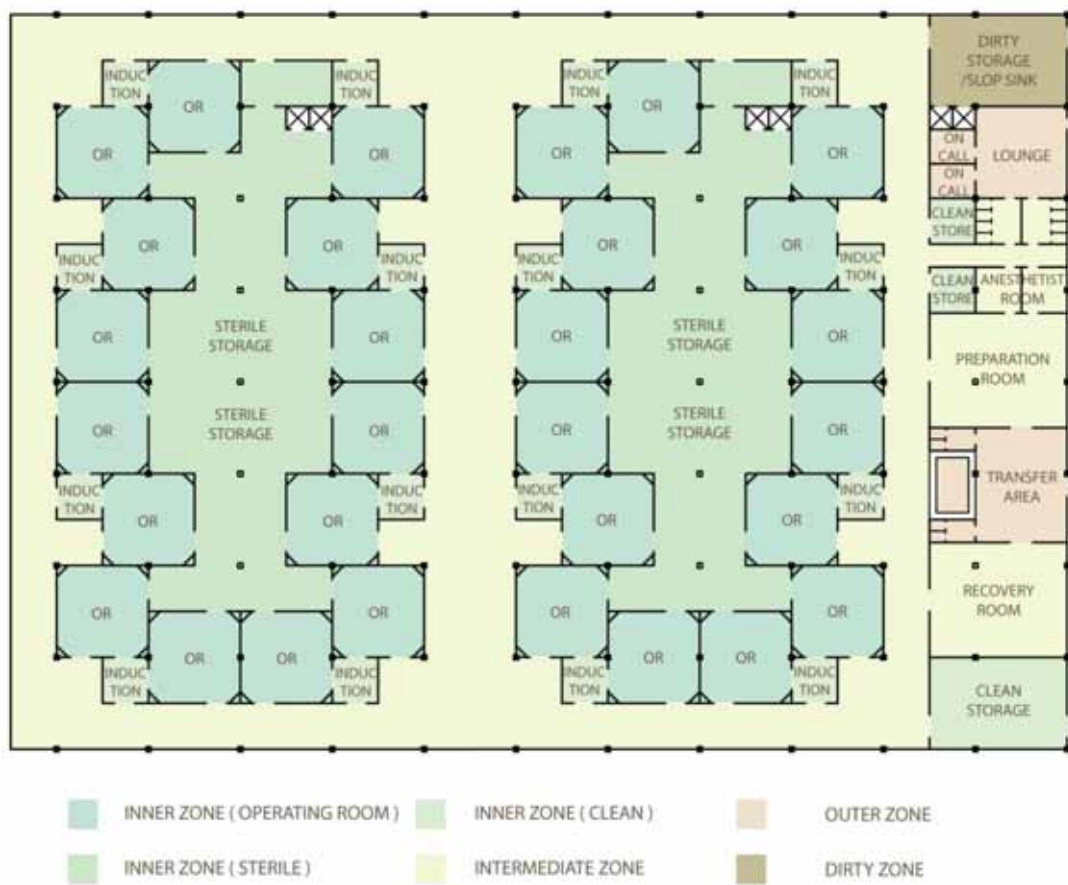 INDUC
TION
OR
INDUC
TION
OR
OR
OR
OR
INDUC
TION
INDUC
TION
OR
STERILE
STORAGE
OR
OR
STERILE
STORAGE
OR
INDUC
TION
OR
OR
INDUC
TION
OR
OR
INDUC
TION
OR
OR
INDUC
TION
INDUC
TION
OR
INDUC
TION
OR
OR
OR
OR
INDUC
TION
INDUC
TION
OR
STERILE
STORAGE
OR
OR
STERILE
STORAGE
OR
INDUC
TION
OR
OR
INDUC
TION
OR
OR
INDUC
TION
OR
OR
INDUC
TION
DIRTY
STORAGE
/SLOP SINK
ON
CALL
LOUNGE
ON
CALL
CLEAN
STORE
CLEAN
STORE
ANESTHETIST
ROOM
PREPARATION
ROOM
TRANSFER
AREA
RECOVERY
ROOM
CLEAN
STORAGE
INNER ZONE ( OPERATING ROOM )
INNER ZONE ( CLEAN )
OUTER ZONE
INNER ZONE ( STERILE )
INTERMEDIATE ZONE
DIRTY ZONE